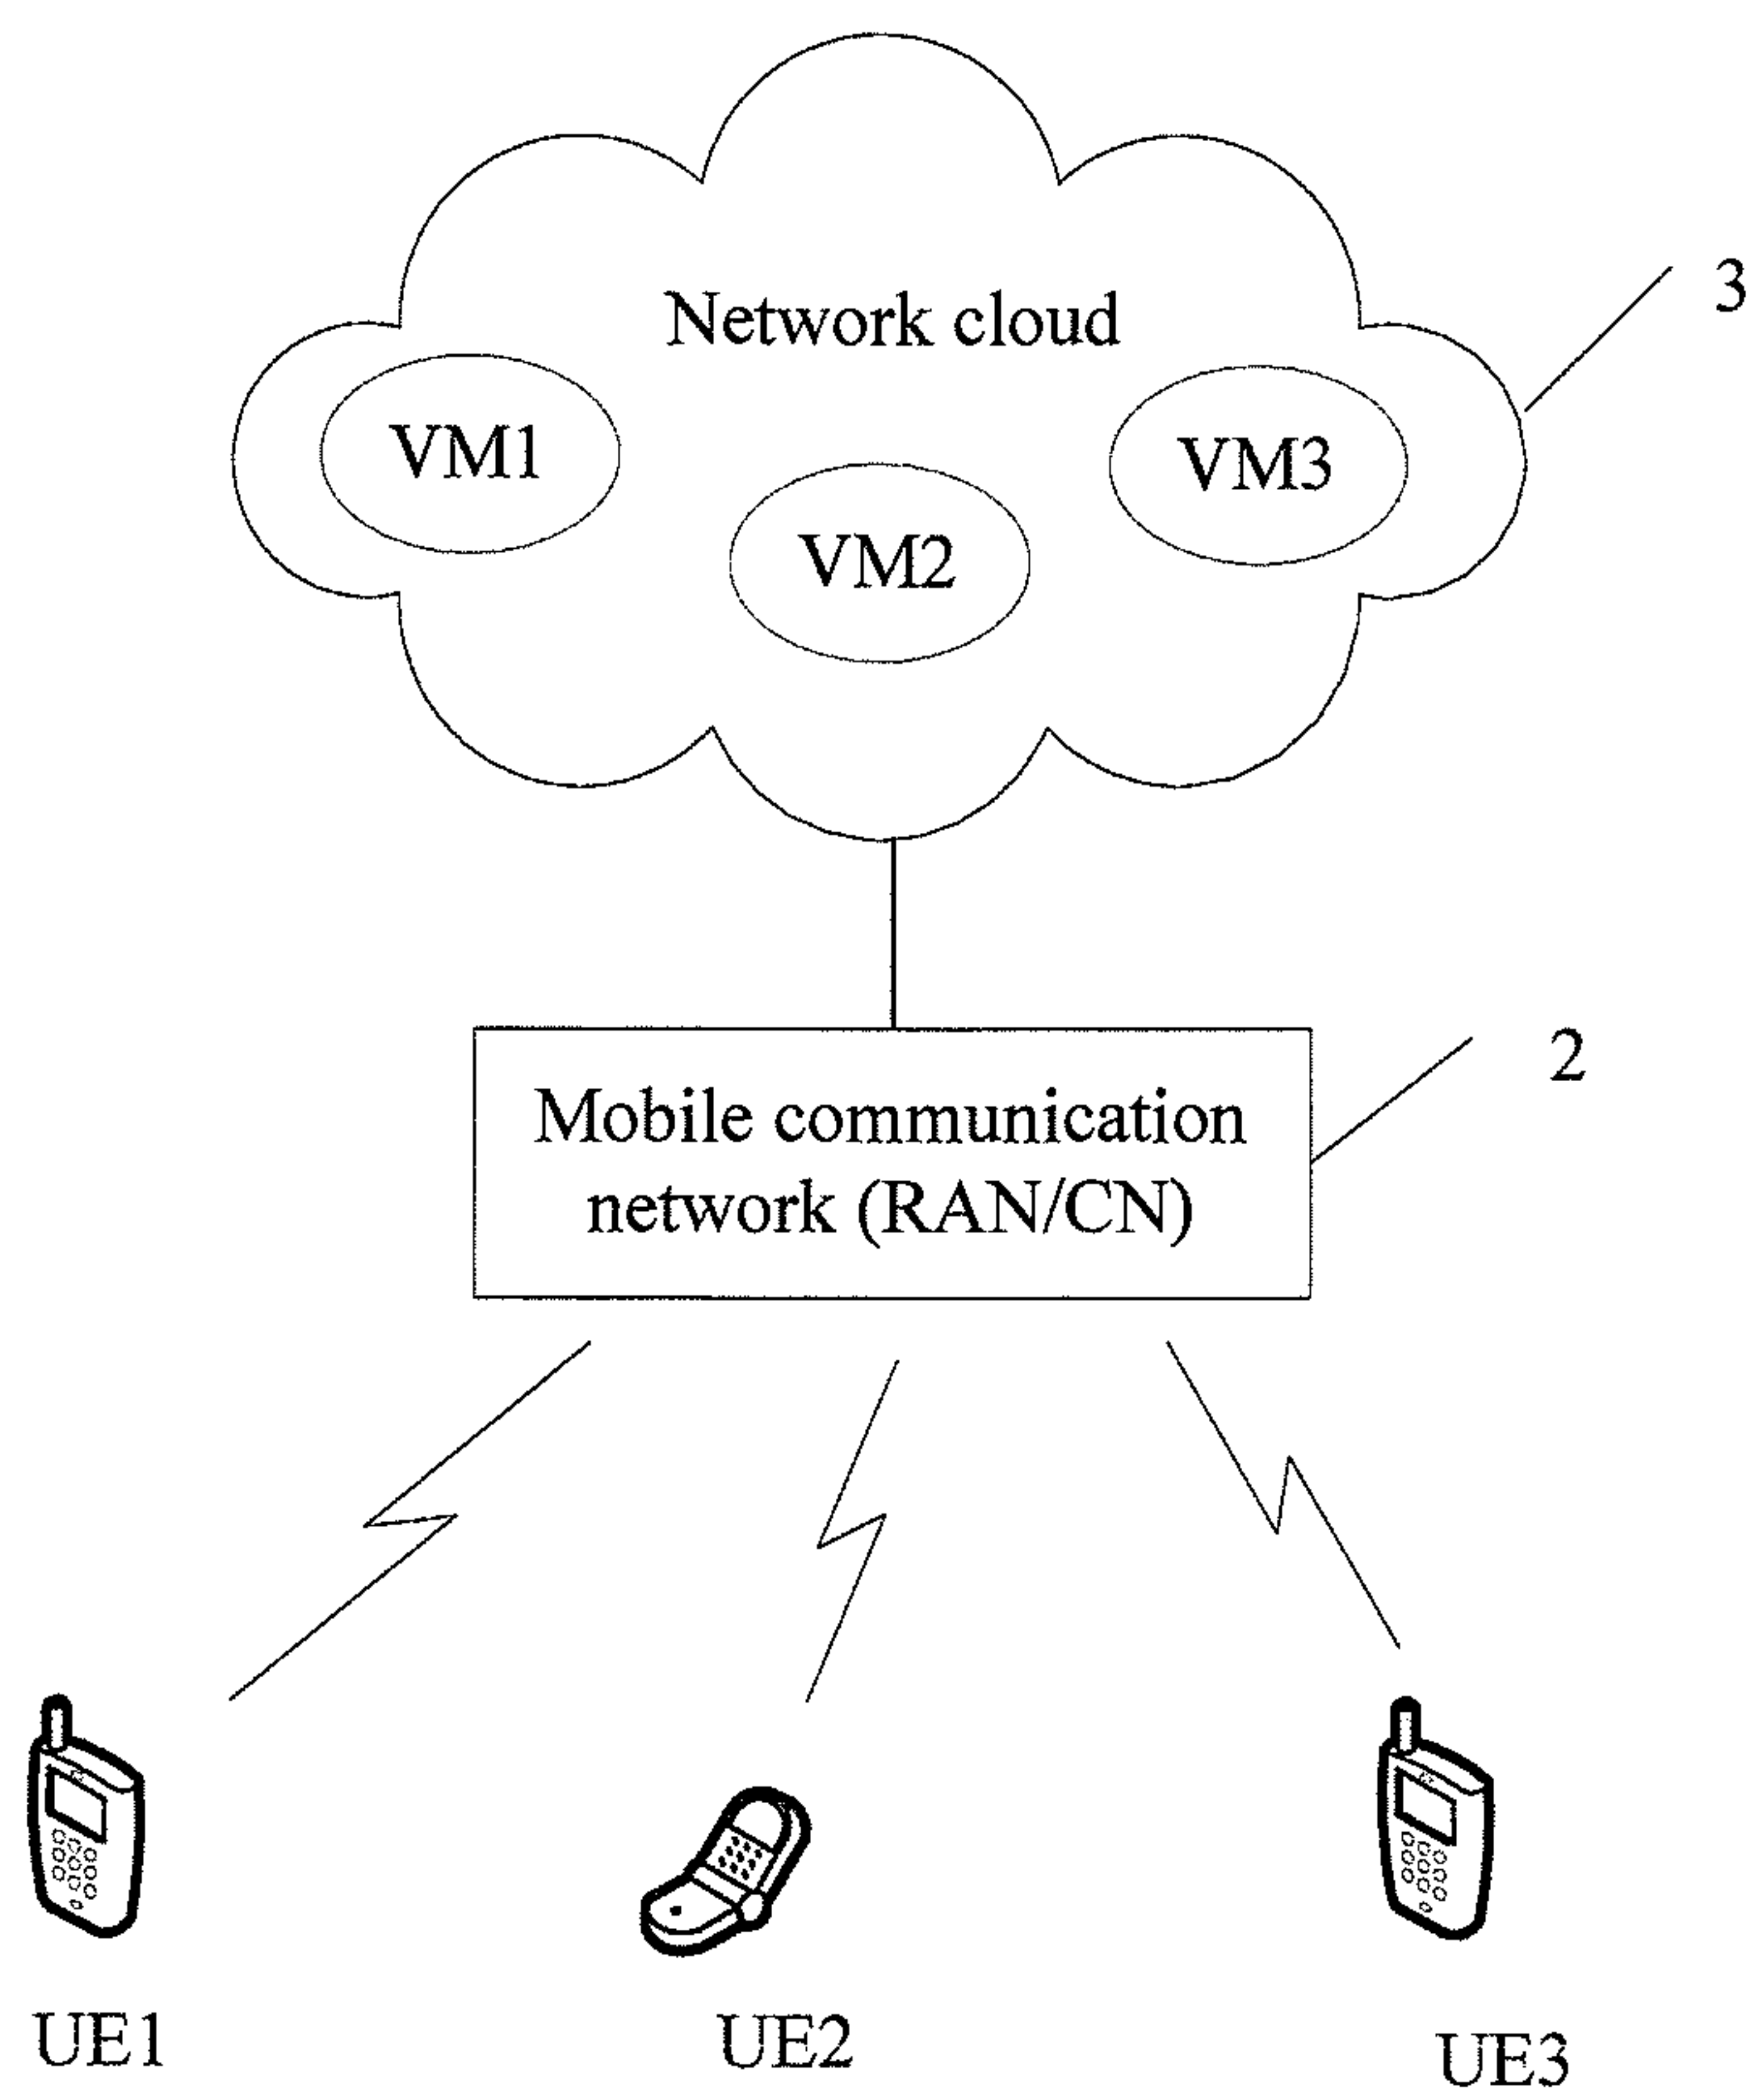 Network cloud
3
VM1
VM2
VM3
Mobile communication
network (RAN/CN)
2
UE1
UE2
UE3